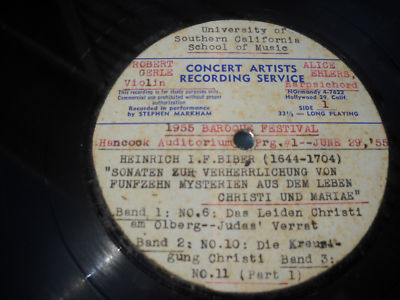 University of
Southern California
School of Music
ROBERT GERLE Violin
ALICE EHLERS, harpsichord
CONCERT ARTISTS
RECORDING SERVICE
This recording is for study purposes only.
Commercial use prohibited without proper
authorization
Recorded in performance
by STEPHEN MARKHAM
NOrmandy 4-7622
Hollywood 29, Calif.
SIDE 1
33⅓ - LONG PLAYING
1955 BAROQUE FESTIVAL
Hancock Auditorium--Prg.#1--JUNE 29,'55
HEINRICH I.F.BIBER (1644-1704)
"SONATEN ZUR VERHERRLICHUNG VON
FUNFZEHN MYSTERIEN AUS DEM LEBEN
CHRISTI UND MARIAE"
Band 1: NO.6: Das Leiden Christi
am Olberg--Judas' Verrat
Band 2: NO.10: Die Kreuzi-
gung Christi Band 3:
NO.11 (Part 1)